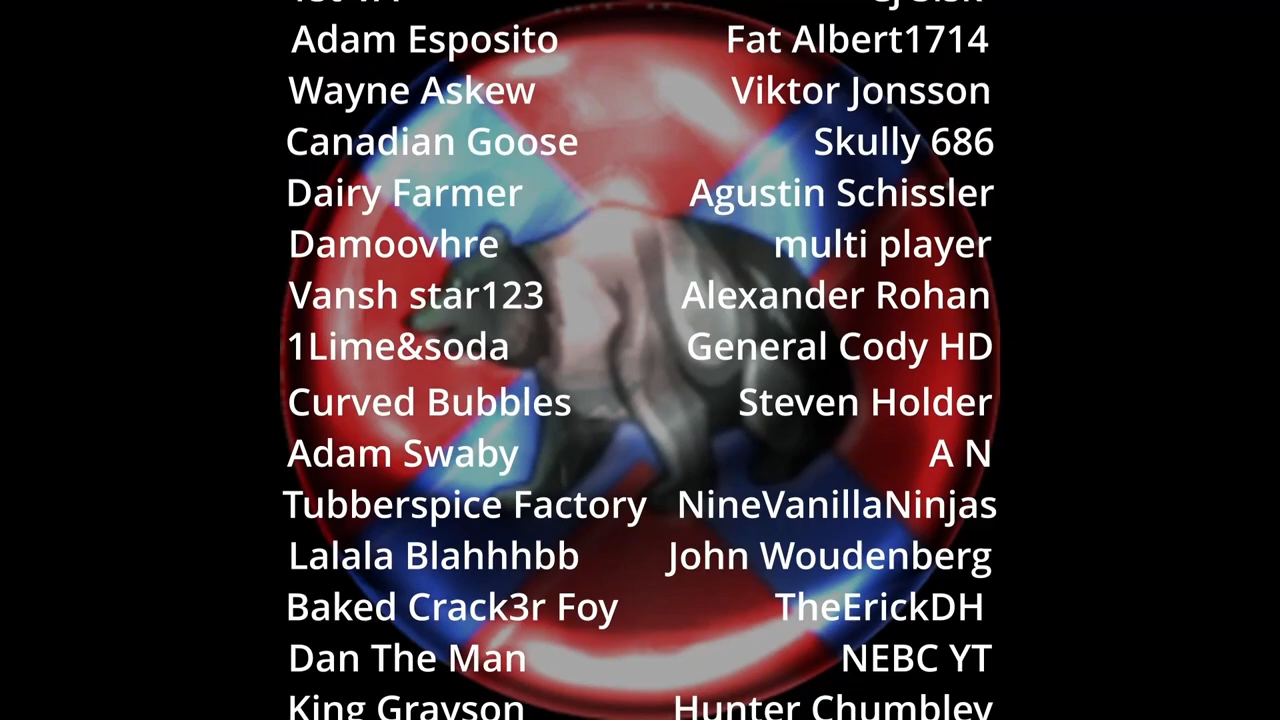 Adam Esposito Fat Albert1714
Wayne Askew Viktor Jonsson
Canadian Goose Skully 686
Dairy Farmer Agustin Schissler
Damoovhre multi player
Vansh star123 Alexander Rohan
1Lime&soda General Cody HD
Curved Bubbles Steven Holder
Adam Swaby A N
Tubberspice Factory NineVanillaNinjas
Lalala Blahhhbb John Woudenberg
Baked Crack3r Foy TheErickDH
Dan The Man NEBC YT
King Grayson Hunter Chumbley